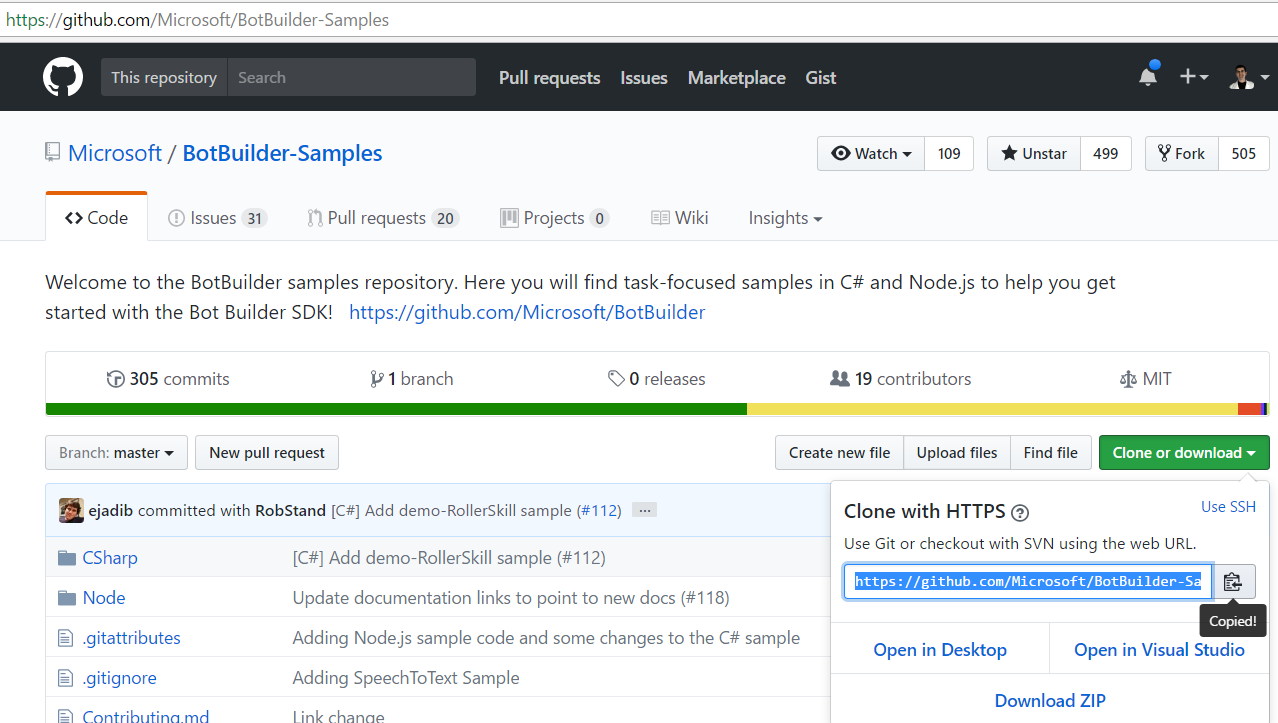 https://github.com/Microsoft/BotBuilder-Samples
This repository Search Pull requests Issues Marketplace Gist
Microsoft / BotBuilder-Samples Watch 109 Unstar 499 Fork 505
Code Issues 31 Pull requests 20 Projects 0 Wiki Insights
Welcome to the BotBuilder samples repository. Here you will find task-focused samples in C# and Node.js to help you get
started with the Bot Builder SDK! https://github.com/Microsoft/BotBuilder
305 commits 1 branch 0 releases 19 contributors MIT
Branch: master New pull request Create new file Upload files Find file Clone or download
ejadib committed with RobStand [C#] Add demo-RollerSkill sample (#112) ...
CSharp [C#] Add demo-RollerSkill sample (#112)
Node Update documentation links to point to new docs (#118)
.gitattributes Adding Node.js sample code and some changes to the C# sample
.gitignore Adding SpeechToText Sample
Contributing.md Link change
Clone with HTTPS ? Use SSH
Use Git or checkout with SVN using the web URL.
https://github.com/Microsoft/BotBuilder-Sa
Copied!
Open in Desktop Open in Visual Studio
Download ZIP